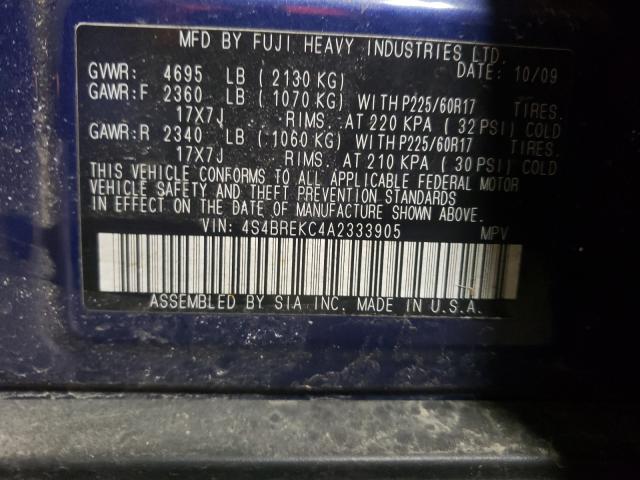 MFD BY FUJI HEAVY INDUSTRIES LTD.
GVWR: 4695 LB (2130 KG) DATE: 10/09
GAWR:F 2360 LB (1070 KG) WITH P225/60R17 TIRES.
17X7J RIMS. AT 220 KPA (32 PSI) COLD
GAWR:R 2340 LB (1060 KG) WITH P225/60R17 TIRES.
17X7J RIMS. AT 210 KPA (30 PSI) COLD
THIS VEHICLE CONFORMS TO ALL APPLICABLE FEDERAL MOTOR
VEHICLE SAFETY AND THEFT PREVENTION STANDARDS
IN EFFECT ON THE DATE OF MANUFACTURE SHOWN ABOVE.
VIN: 4S4BREKC4A2333905 MPV
ASSEMBLED BY SIA INC. MADE IN U.S.A.